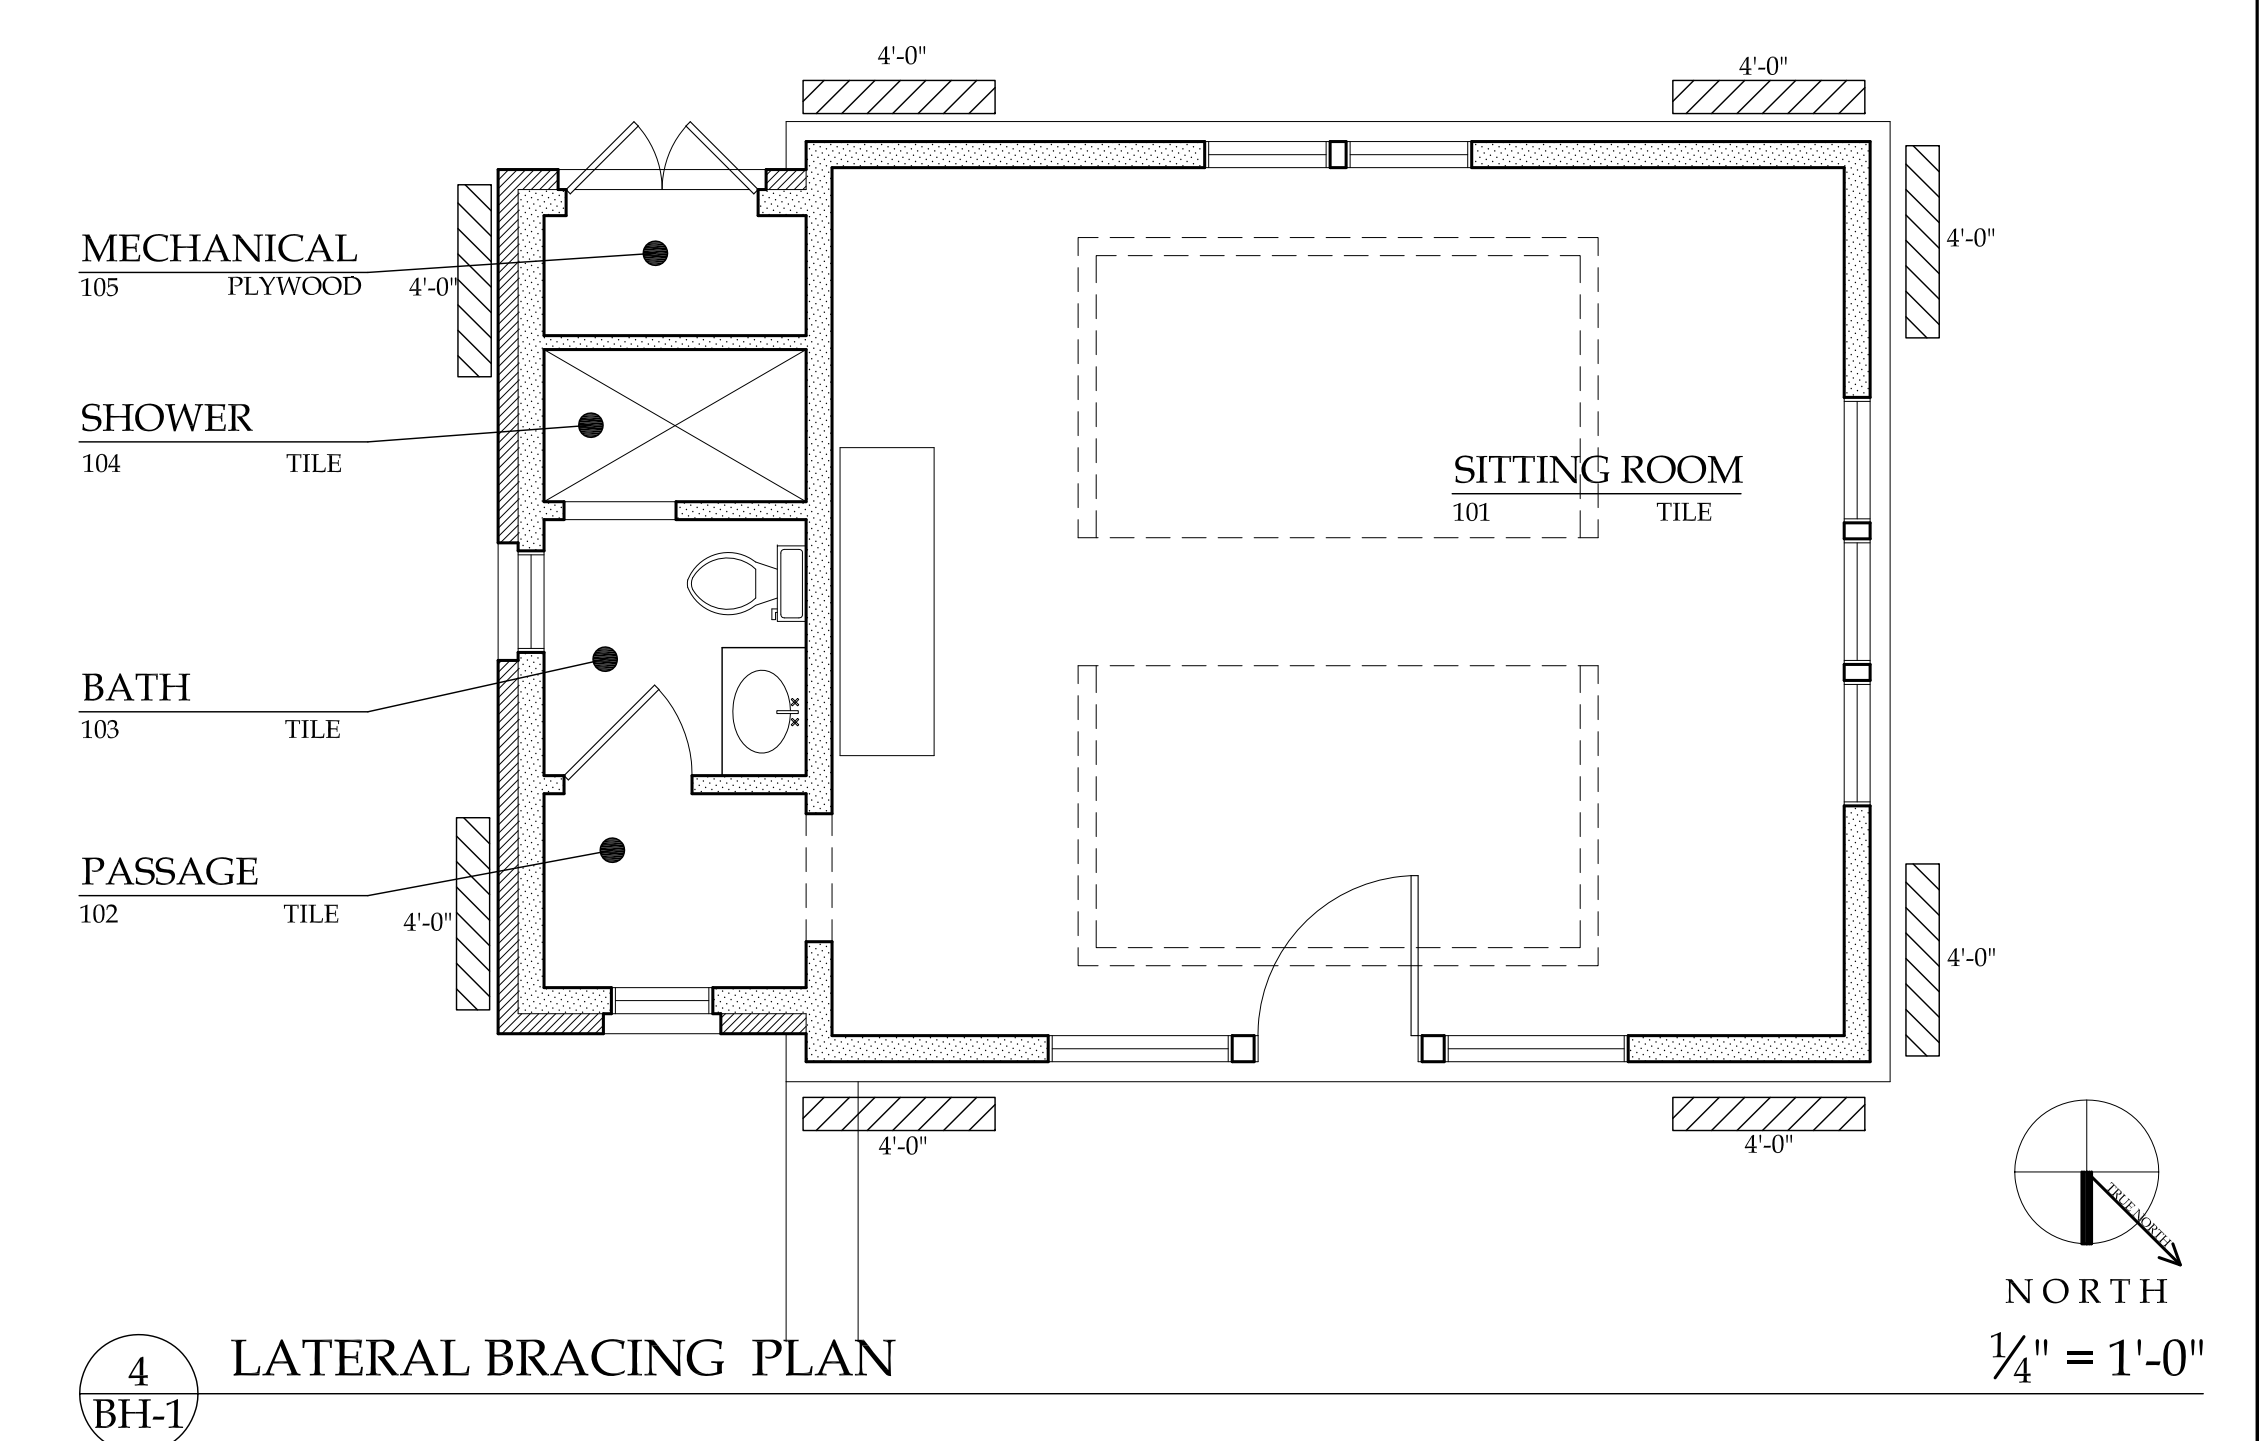 4'-0"
4'-0"
4'-0"
MECHANICAL
105 PLYWOOD
4'-0"
SHOWER
104 TILE
SITTING ROOM
101 TILE
BATH
103 TILE
PASSAGE
102 TILE
4'-0"
4'-0"
4'-0"
4'-0"
TRUE NORTH
NORTH
4
BH-1
LATERAL BRACING PLAN
1/4" = 1'-0"